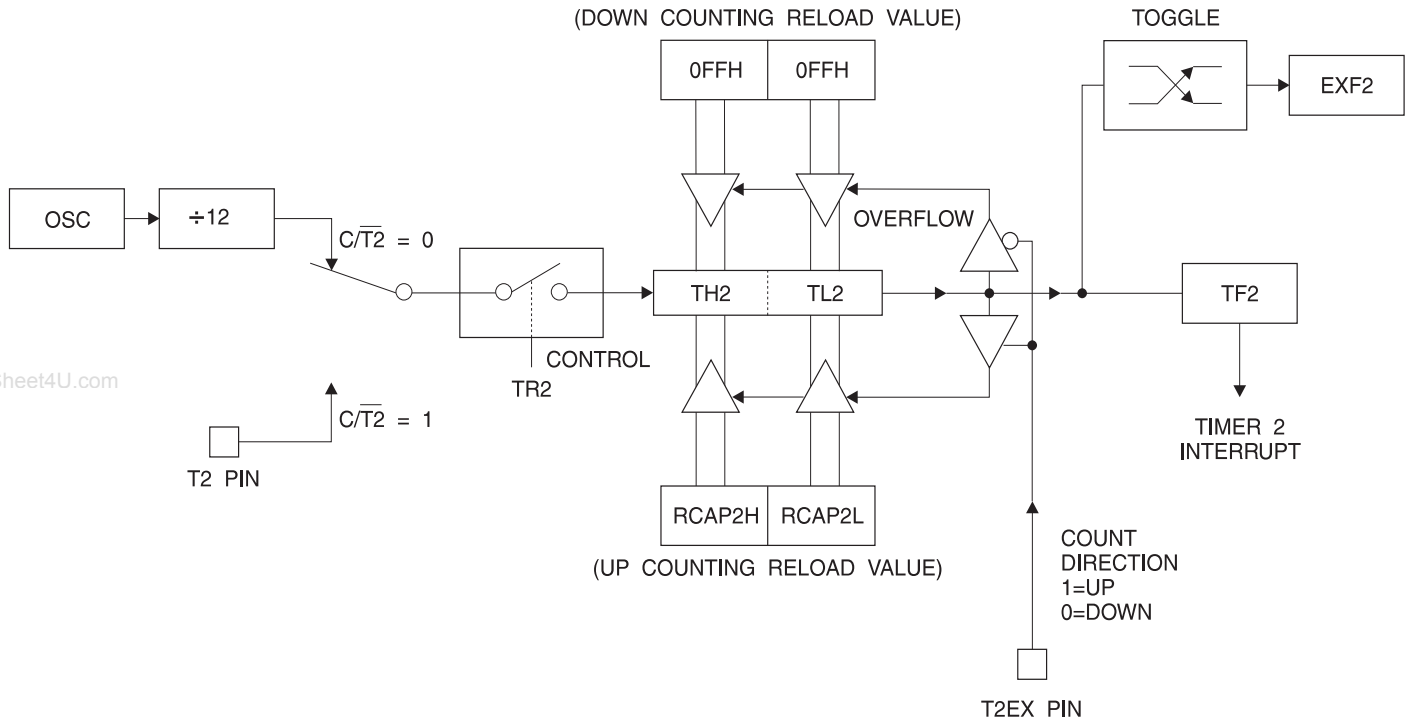 (DOWN COUNTING RELOAD VALUE)
TOGGLE
0FFH
0FFH
EXF2
OSC
÷12
C/T̅2̅ = 0
OVERFLOW
TH2
TL2
TF2
CONTROL
TR2
heet4U.com
C/T̅2̅ = 1
T2 PIN
TIMER 2
INTERRUPT
RCAP2H
RCAP2L
(UP COUNTING RELOAD VALUE)
COUNT
DIRECTION
1=UP
0=DOWN
T2EX PIN